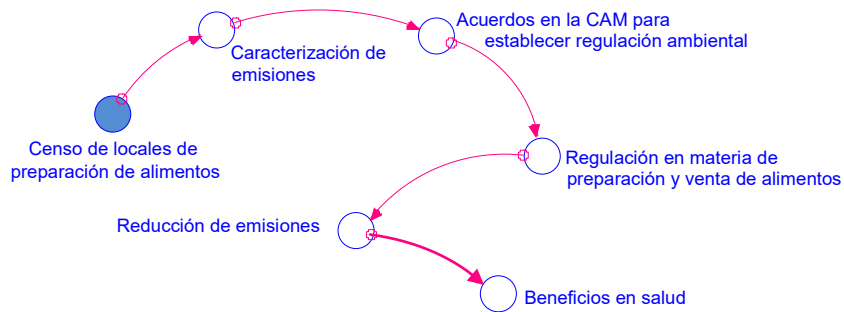 Acuerdos en la CAM para
establecer regulación ambiental
Caracterización de
emisiones
Censo de locales de
preparación de alimentos
Regulación en materia de
preparación y venta de alimentos
Reducción de emisiones
Beneficios en salud